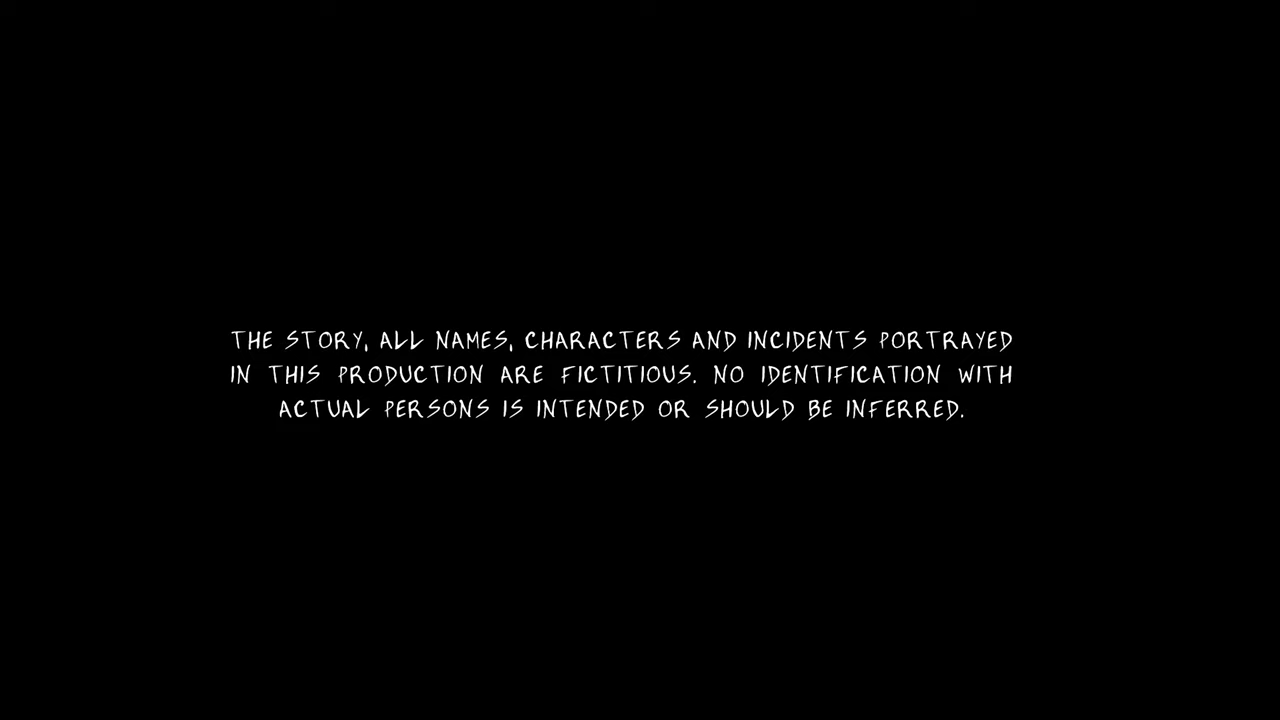 THE STORY, ALL NAMES, CHARACTERS AND INCIDENTS PORTRAYED
IN THIS PRODUCTION ARE FICTITIOUS. NO IDENTIFICATION WITH
ACTUAL PERSONS IS INTENDED OR SHOULD BE INFERRED.